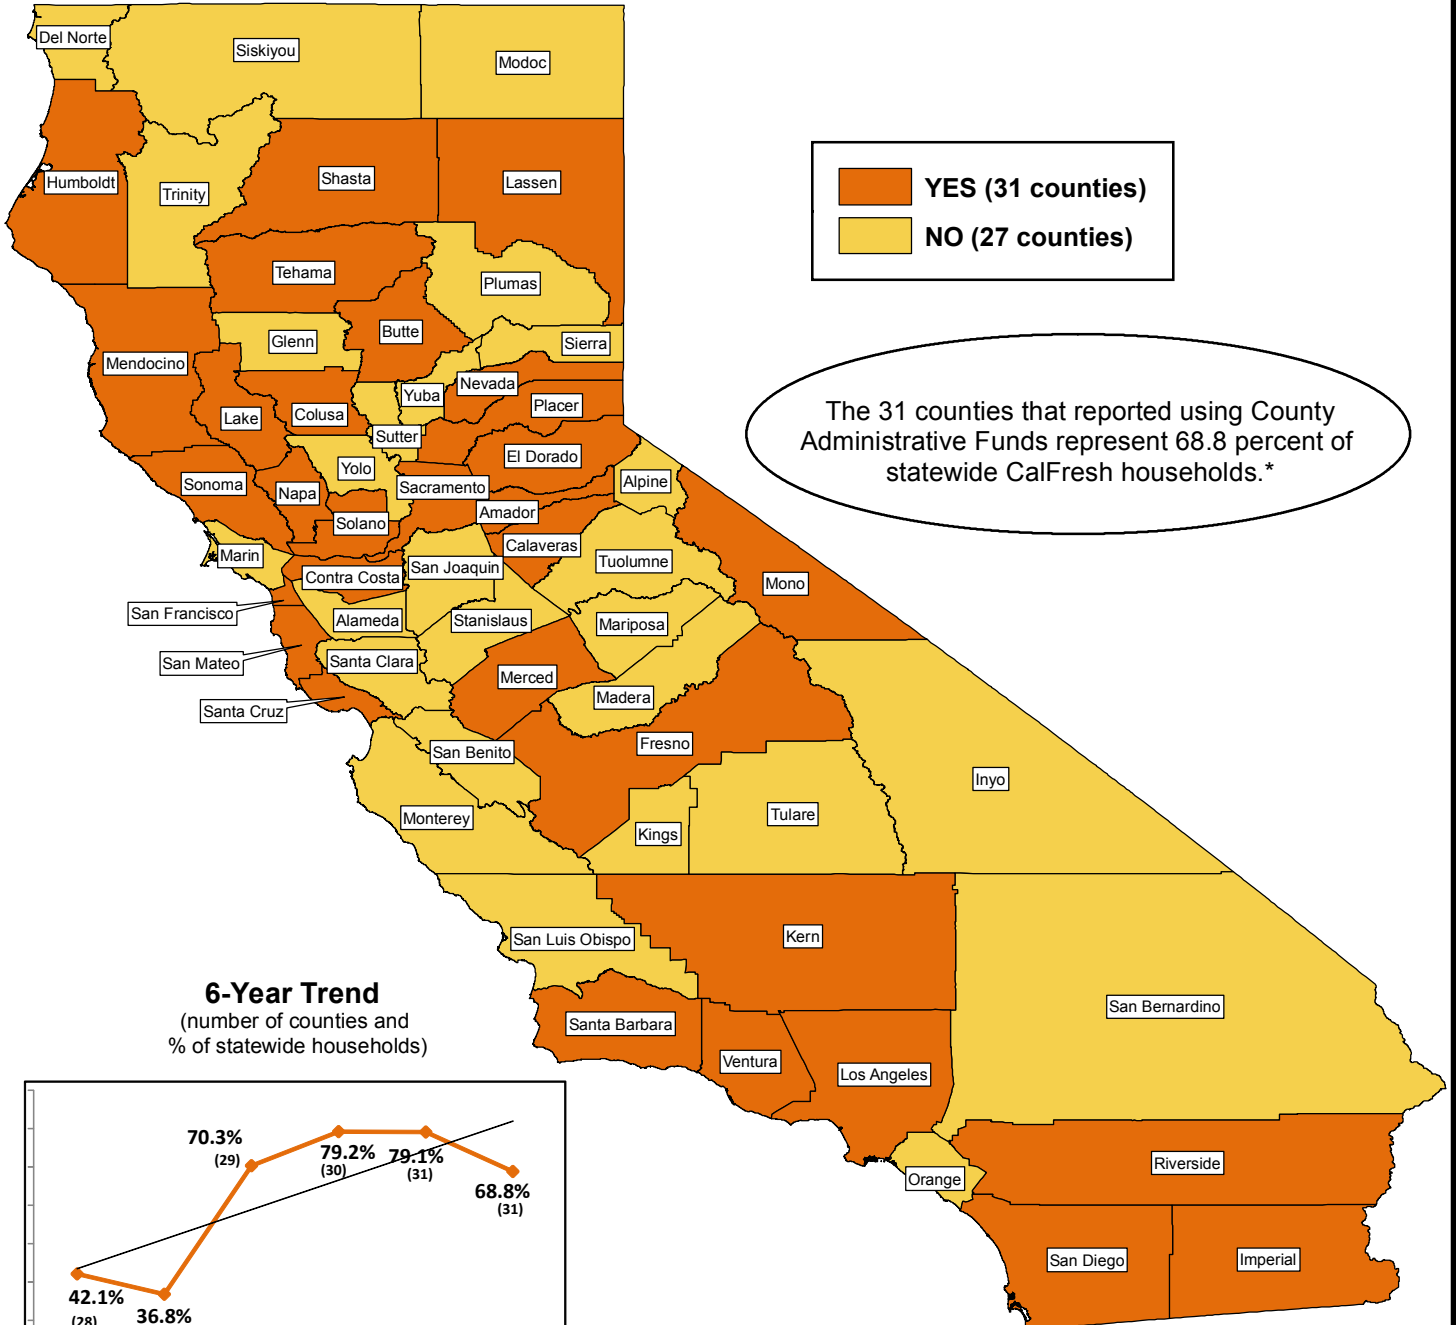 Del Norte
Siskiyou
Modoc
Humboldt
Trinity
Shasta
Lassen
YES (31 counties)
NO (27 counties)
Tehama
Plumas
Glenn
Butte
Sierra
Mendocino
Nevada
Yuba
Placer
Lake
Colusa
Sutter
The 31 counties that reported using County
Administrative Funds represent 68.8 percent of
statewide CalFresh households.*
El Dorado
Yolo
Sonoma
Napa
Sacramento
Alpine
Solano
Amador
Marin
Calaveras
San Joaquin
Tuolumne
Contra Costa
Mono
San Francisco
Alameda
Stanislaus
Mariposa
San Mateo
Santa Clara
Merced
Madera
Santa Cruz
Fresno
San Benito
Inyo
Monterey
Kings
Tulare
San Luis Obispo
Kern
6-Year Trend
(number of counties and
% of statewide households)
San Bernardino
Santa Barbara
Ventura
Los Angeles
70.3%
(29)
79.2%
(30)
79.1%
(31)
68.8%
(31)
42.1%
(28)
36.8%
Riverside
Orange
San Diego
Imperial